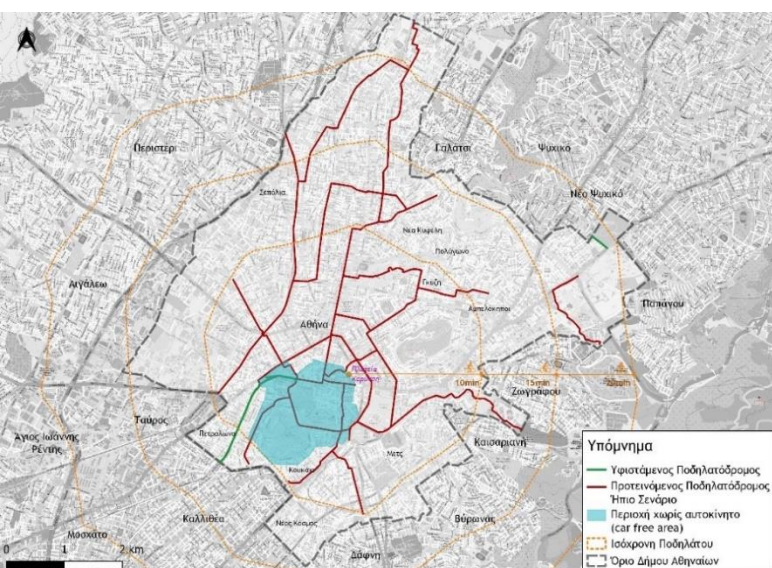 Περιστέρι
Γαλάτσι
Ψυχικό
Σεπόλια
Νέο Ψυχικό
Νέα Κυψέλη
Πολύγωνο
Αιγάλεω
Γκύζη
Παπάγου
Αμπελόκηποι
Αθήνα
10min
15min
Ζωγράφου
Ταύρος
Άγιος Ιωάννης
Ρέντης
Πετράλωνα
Καισαριανή
Μετς
Κουκάκι
Καλλιθέα
Νέος Κόσμος
Βύρωνας
Μοσχάτο
Δάφνη
0 1 2 km
Υπόμνημα
Υφιστάμενος Ποδηλατόδρομος
Προτεινόμενος Ποδηλατόδρομος
Ήπιο Σενάριο
Περιοχή χωρίς αυτοκίνητο
(car free area)
Ισόχρονη Ποδηλάτου
Όριο Δήμου Αθηναίων